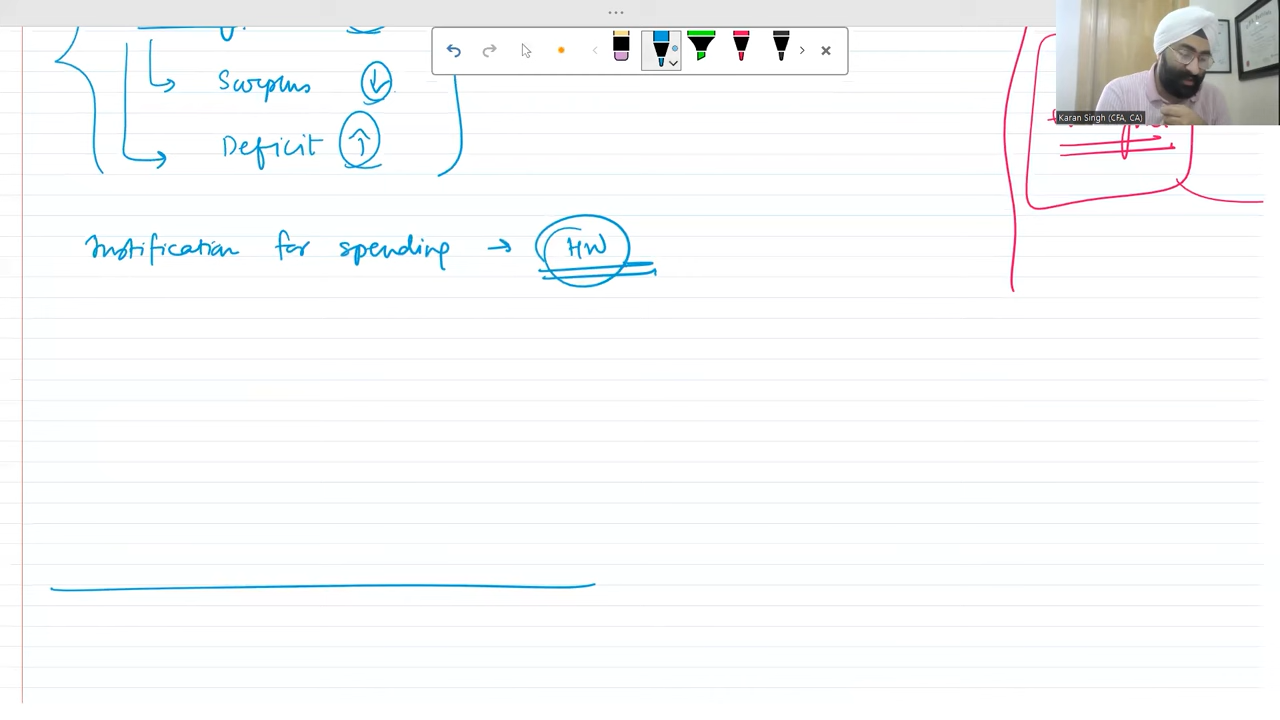 Surplus ↓
Karan Singh (CFA, CA)
Deficit ↑
Justification for spending → HW